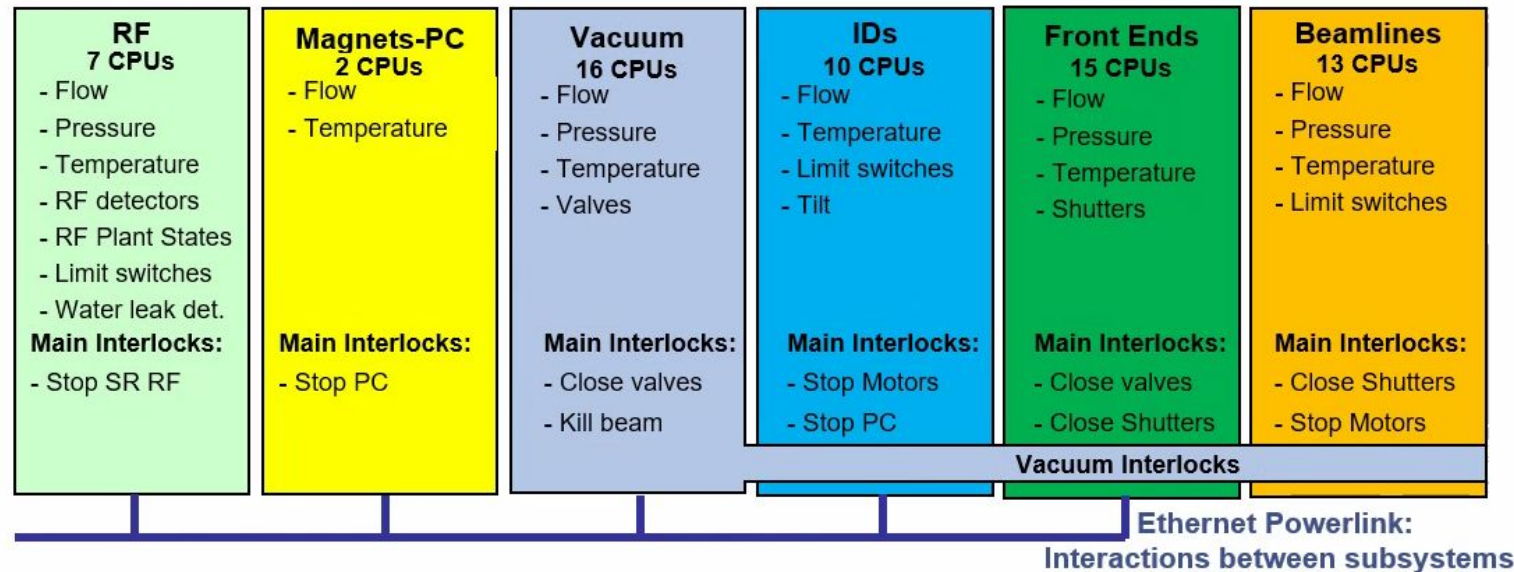 RF
7 CPUs
- Flow
- Pressure
- Temperature
- RF detectors
- RF Plant States
- Limit switches
- Water leak det.
Main Interlocks:
- Stop SR RF
Magnets-PC
2 CPUs
- Flow
- Temperature
Main Interlocks:
- Stop PC
Vacuum
16 CPUs
- Flow
- Pressure
- Temperature
- Valves
Main Interlocks:
- Close valves
- Kill beam
IDs
10 CPUs
- Flow
- Temperature
- Limit switches
- Tilt
Main Interlocks:
- Stop Motors
- Stop PC
Front Ends
15 CPUs
- Flow
- Pressure
- Temperature
- Shutters
Main Interlocks:
- Close valves
- Close Shutters
Beamlines
13 CPUs
- Flow
- Pressure
- Temperature
- Limit switches
Main Interlocks:
- Close Shutters
- Stop Motors
Vacuum Interlocks
Ethernet Powerlink:
Interactions between subsystems